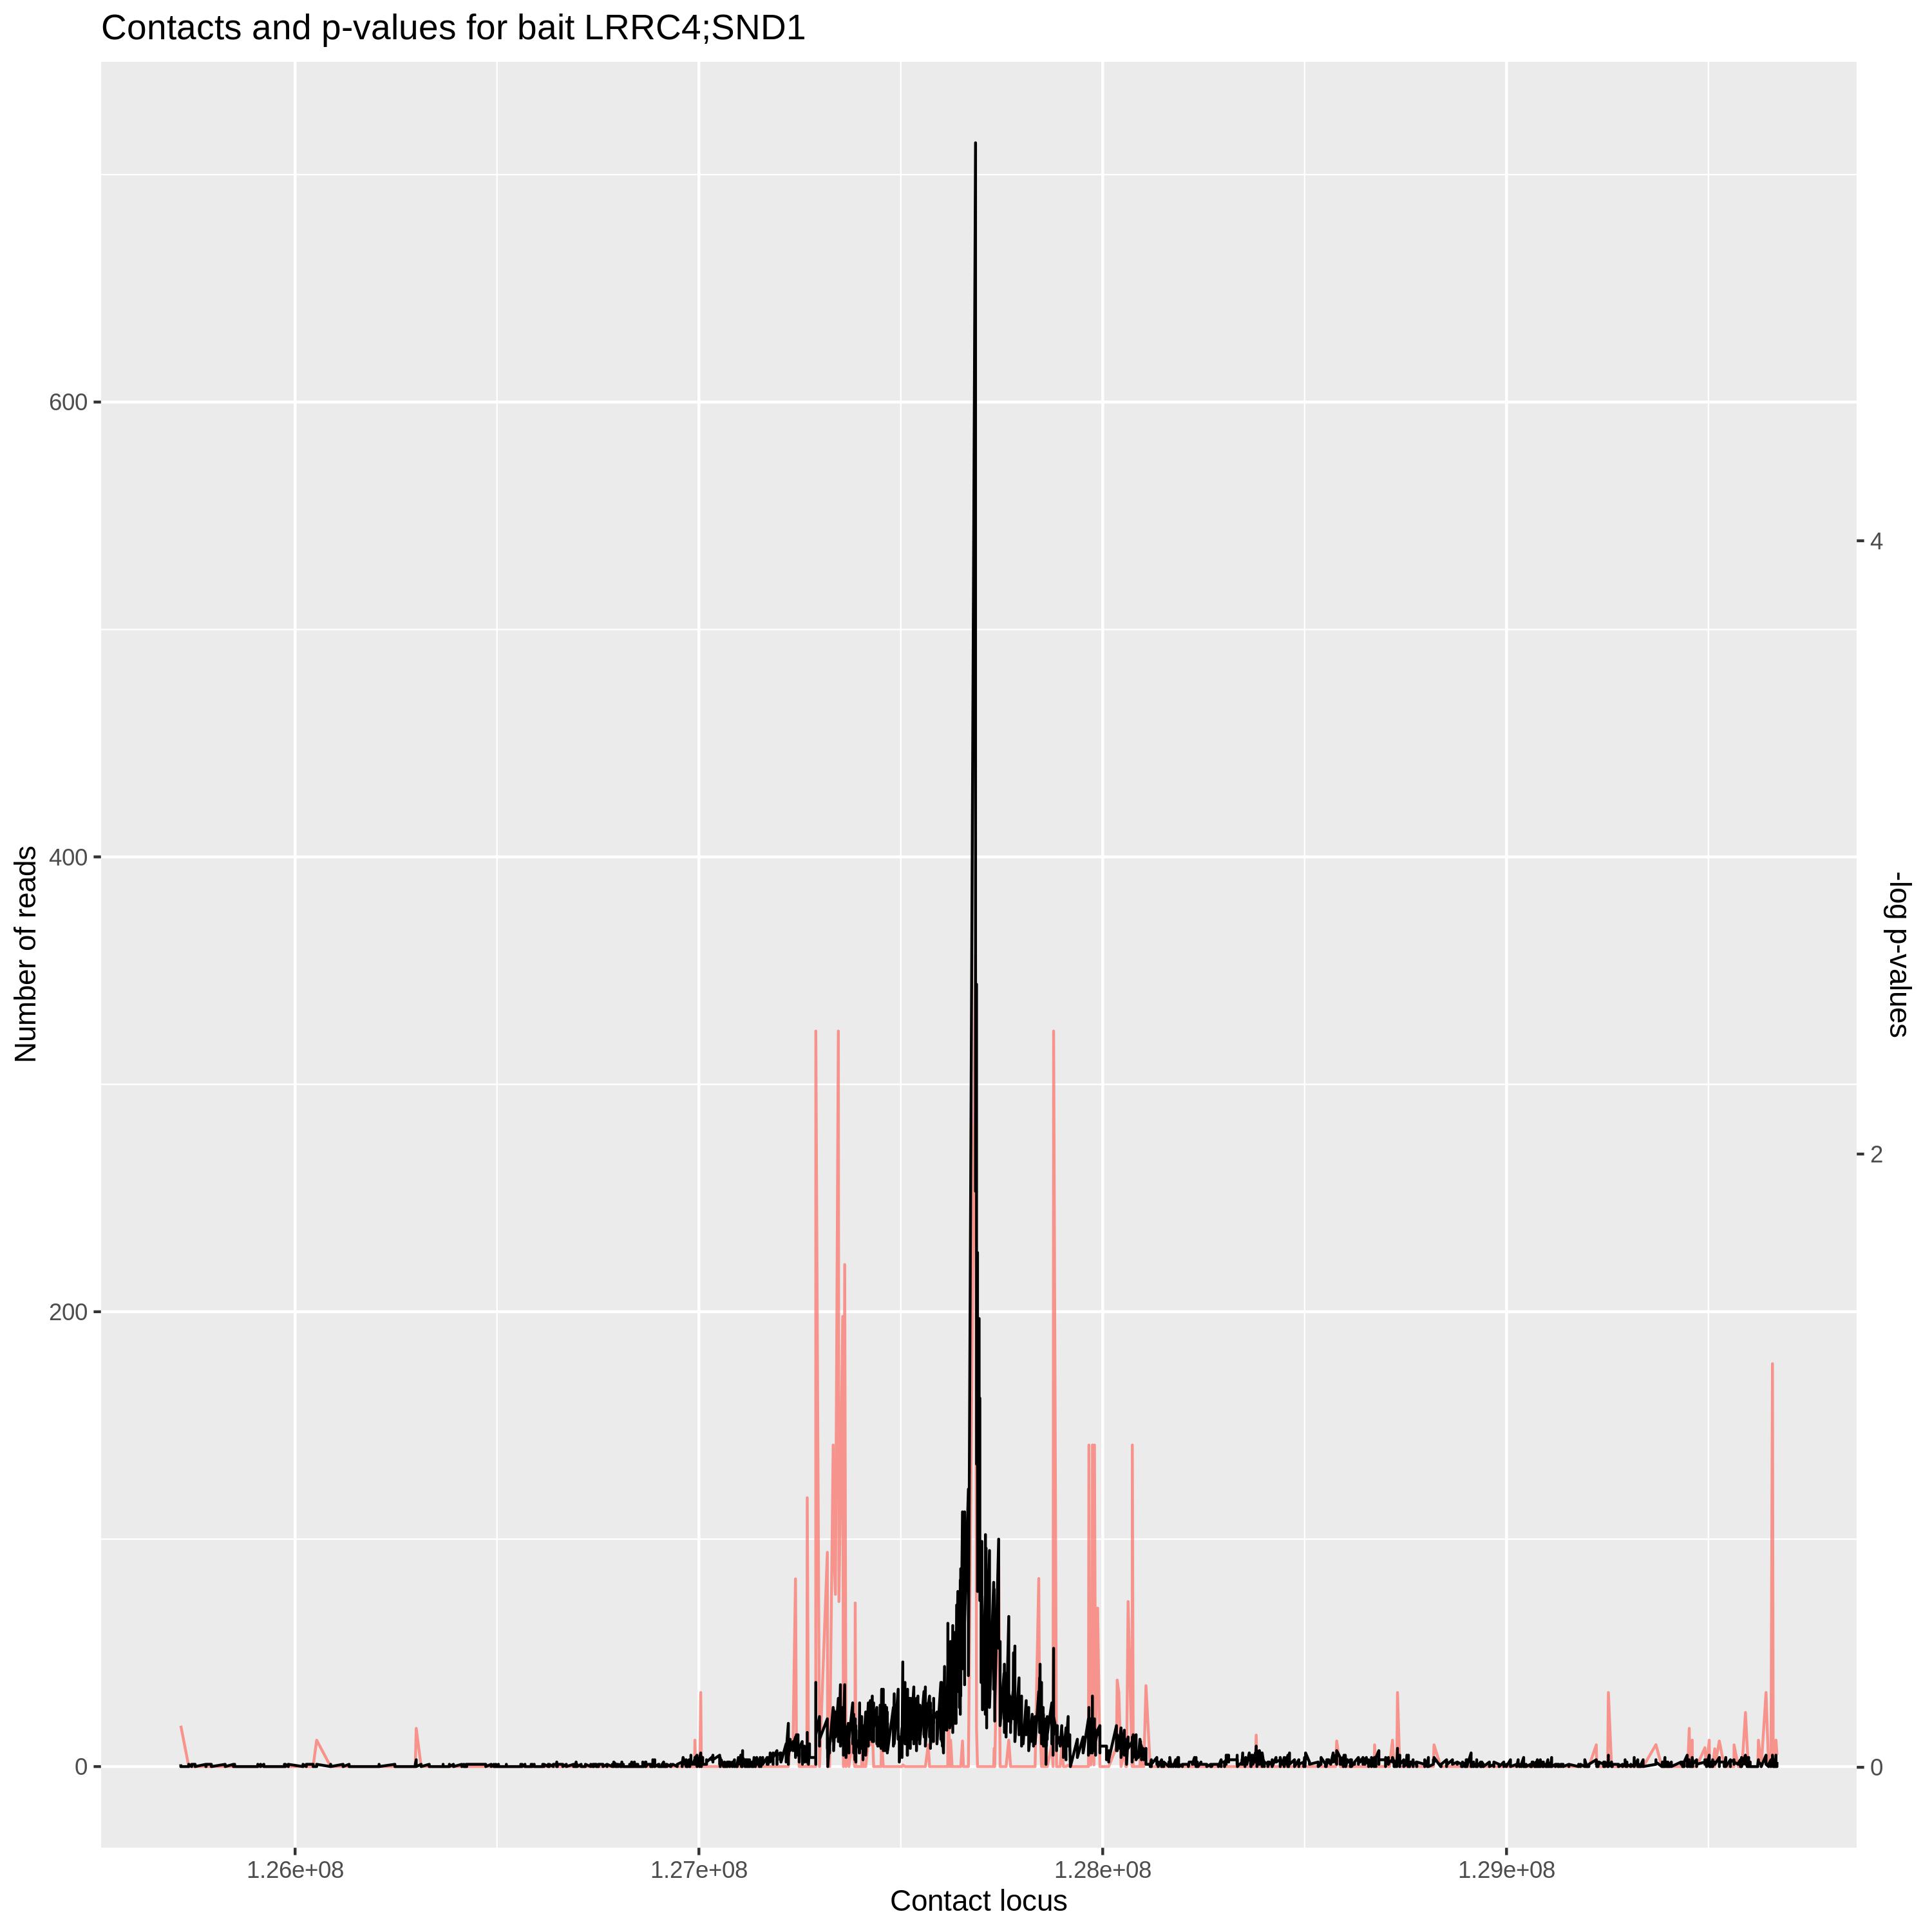 Contacts and p-values for bait LRRC4;SND1
Number of reads
600
400
200
0
4
2
0
-log p-values
1.26e+08
1.27e+08
1.28e+08
1.29e+08
Contact locus